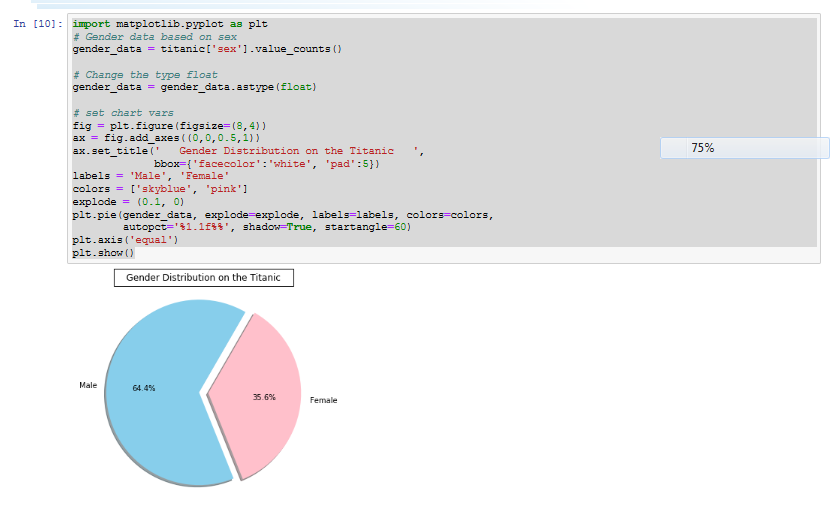 In [10]: import matplotlib.pyplot as plt
# Gender data based on sex
gender_data = titanic['sex'].value_counts()
# Change the type float
gender_data = gender_data.astype(float)
# set chart vars
fig = plt.figure(figsize=(8,4))
ax = fig.add_axes((0,0,0.5,1))
ax.set_title('   Gender Distribution on the Titanic   ',
             bbox={'facecolor':'white', 'pad':5})
labels = 'Male', 'Female'
colors = ['skyblue', 'pink']
explode = (0.1, 0)
plt.pie(gender_data, explode=explode, labels=labels, colors=colors,
        autopct='%1.1f%%', shadow=True, startangle=60)
plt.axis('equal')
plt.show()
75%
Gender Distribution on the Titanic
Male
64.4%
35.6%
Female